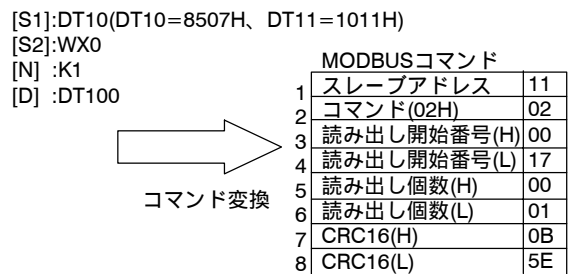 [S1]:DT10(DT10=8507H、DT11=1011H)
[S2]:WX0
[N] :K1
[D] :DT100
コマンド変換
MODBUSコマンド
1 スレーブアドレス 11
2 コマンド(02H) 02
3 読み出し開始番号(H) 00
4 読み出し開始番号(L) 17
5 読み出し個数(H) 00
6 読み出し個数(L) 01
7 CRC16(H) 0B
8 CRC16(L) 5E